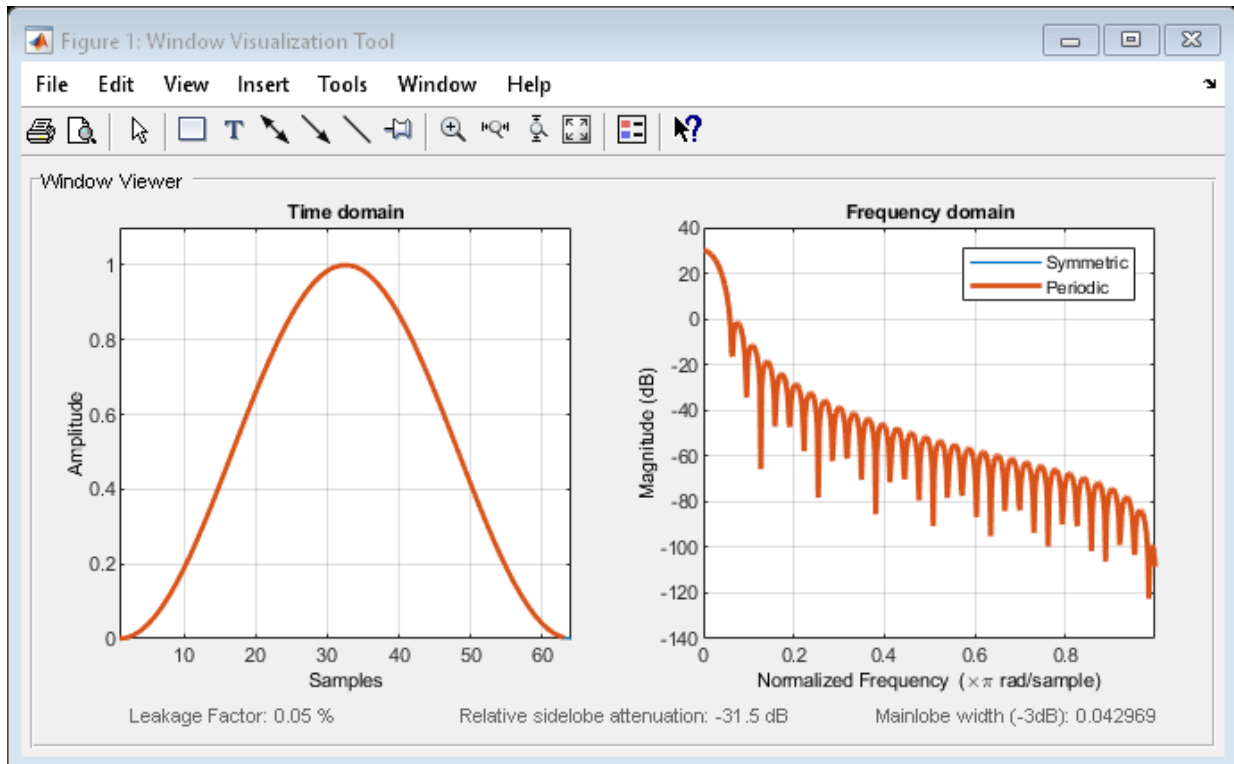 Figure 1: Window Visualization Tool
File Edit View Insert Tools Window Help
T
?
Window Viewer
Time domain
1
0.8
0.6
0.4
0.2
0
Amplitude
10 20 30 40 50 60
Samples
Frequency domain
40
20
0
-20
-40
-60
-80
-100
-120
-140
Magnitude (dB)
Symmetric
Periodic
0 0.2 0.4 0.6 0.8
Normalized Frequency (×π rad/sample)
Leakage Factor: 0.05 % Relative sidelobe attenuation: -31.5 dB Mainlobe width (-3dB): 0.042969